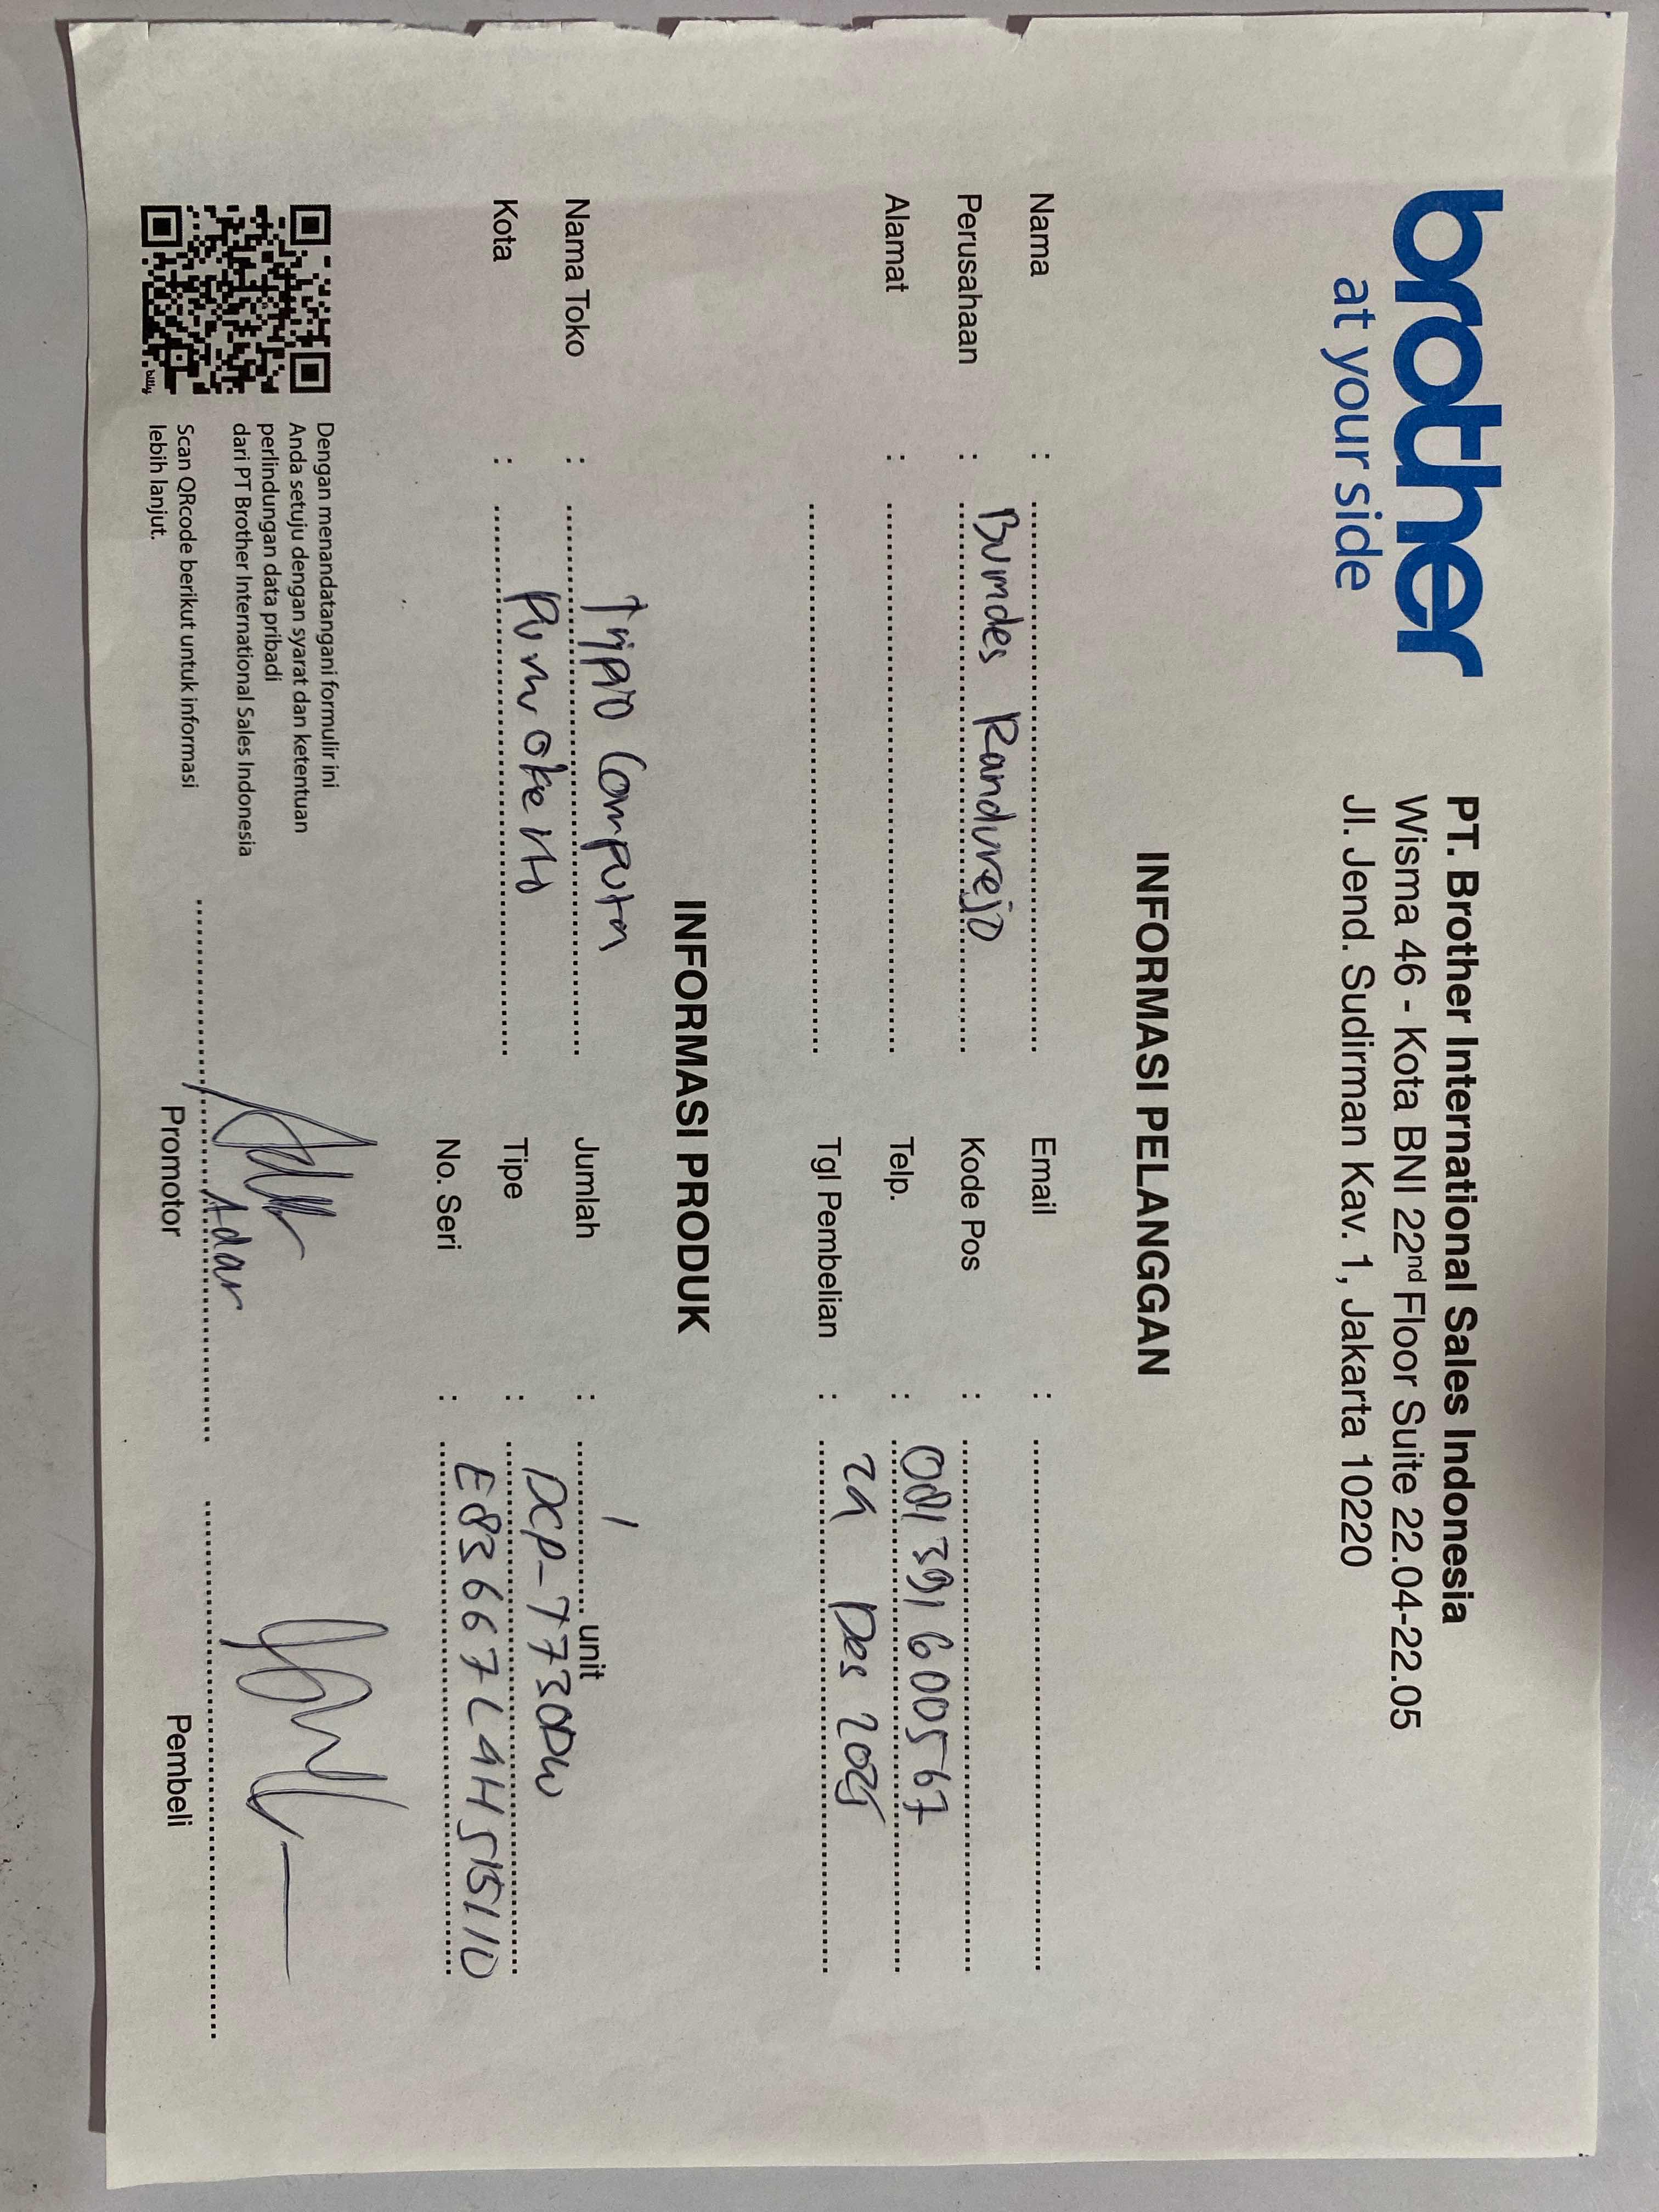 brother
at your side
PT. Brother International Sales Indonesia
Wisma 46 - Kota BNI 22nd Floor Suite 22.04-22.05
Jl. Jend. Sudirman Kav. 1, Jakarta 10220
INFORMASI PELANGGAN
Nama : Email :
Perusahaan : Bumdes Randurejo Kode Pos :
Alamat : Telp. : 081391600567
Tgl Pembelian : 24 Des 2025
INFORMASI PRODUK
Nama Toko : Tripro Computer Jumlah : 1 unit
Kota : Purwokerto Tipe : DCP-T730DW
No. Seri : E83667L4H515110
Dengan menandatangani formulir ini
Anda setuju dengan syarat dan ketentuan
perlindungan data pribadi
dari PT Brother International Sales Indonesia
Scan QRcode berikut untuk informasi
lebih lanjut.
Promotor Pembeli